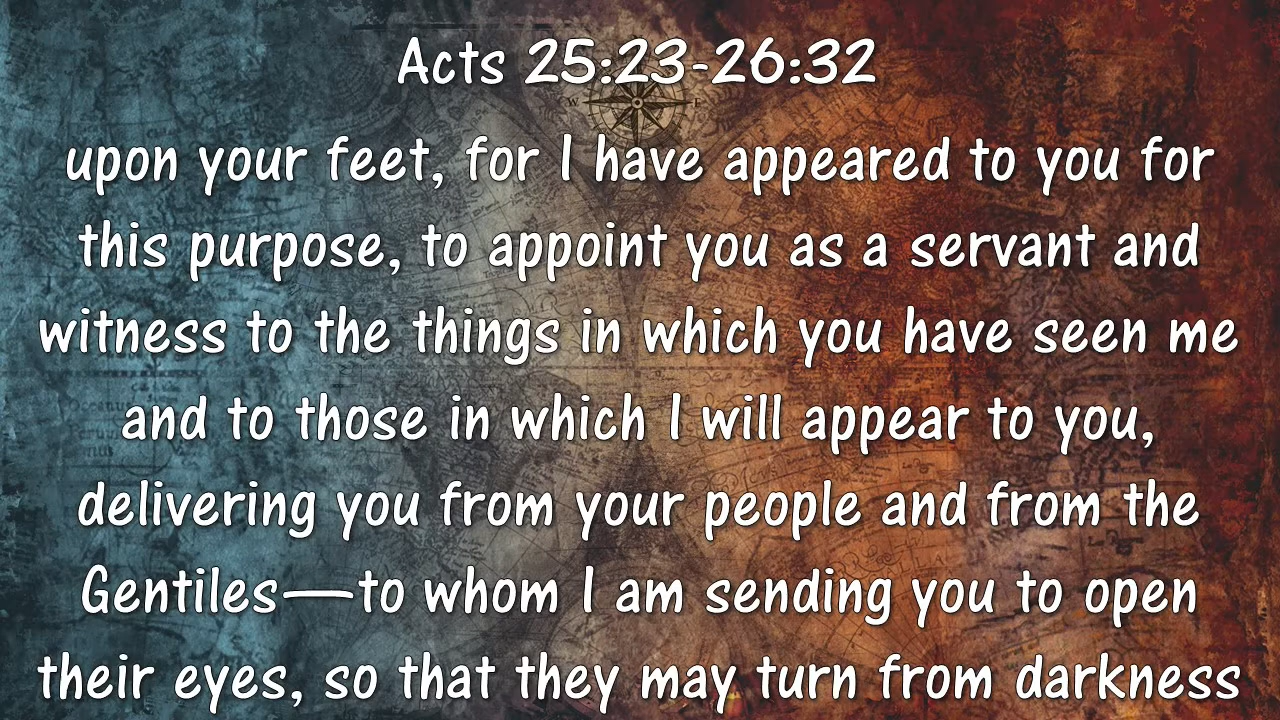 Acts 25:23-26:32
W E
upon your feet, for I have appeared to you for
this purpose, to appoint you as a servant and
witness to the things in which you have seen me
and to those in which I will appear to you,
delivering you from your people and from the
Gentiles—to whom I am sending you to open
their eyes, so that they may turn from darkness